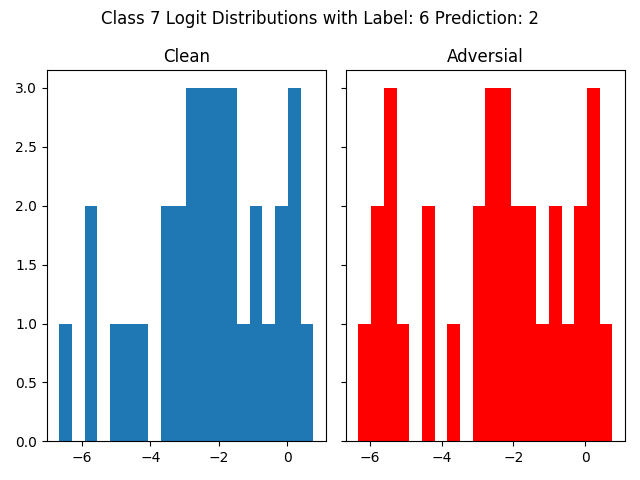 Class 7 Logit Distributions with Label: 6 Prediction: 2
Clean
Adversial
3.0
2.5
2.0
1.5
1.0
0.5
0.0
−6 −4 −2 0
−6 −4 −2 0